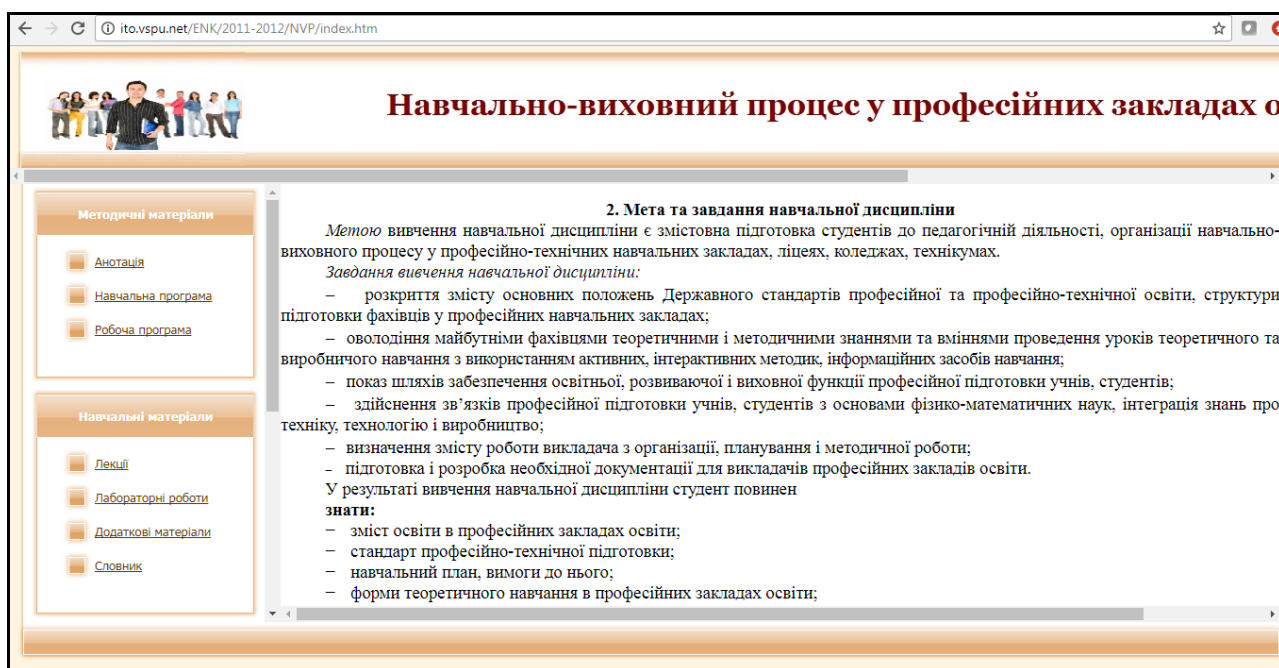 ito.vspu.net/ENK/2011-2012/NVP/index.htm
Навчально-виховний процес у професійних закладах о
Методичні матеріали
Анотація
Навчальна програма
Робоча програма
Навчальні матеріали
Лекції
Лабораторні роботи
Додаткові матеріали
Словник
2. Мета та завдання навчальної дисципліни
Метою вивчення навчальної дисципліни є змістовна підготовка студентів до педагогічній діяльності, організації навчально-
виховного процесу у професійно-технічних навчальних закладах, ліцеях, коледжах, технікумах.
Завдання вивчення навчальної дисципліни:
– розкриття змісту основних положень Державного стандартів професійної та професійно-технічної освіти, структури
підготовки фахівців у професійних навчальних закладах;
– оволодіння майбутніми фахівцями теоретичними і методичними знаннями та вміннями проведення уроків теоретичного та
виробничого навчання з використанням активних, інтерактивних методик, інформаційних засобів навчання;
– показ шляхів забезпечення освітньої, розвиваючої і виховної функції професійної підготовки учнів, студентів;
– здійснення зв’язків професійної підготовки учнів, студентів з основами фізико-математичних наук, інтеграція знань про
техніку, технологію і виробництво;
– визначення змісту роботи викладача з організації, планування і методичної роботи;
– підготовка і розробка необхідної документації для викладачів професійних закладів освіти.
У результаті вивчення навчальної дисципліни студент повинен
знати:
– зміст освіти в професійних закладах освіти;
– стандарт професійно-технічної підготовки;
– навчальний план, вимоги до нього;
– форми теоретичного навчання в професійних закладах освіти;